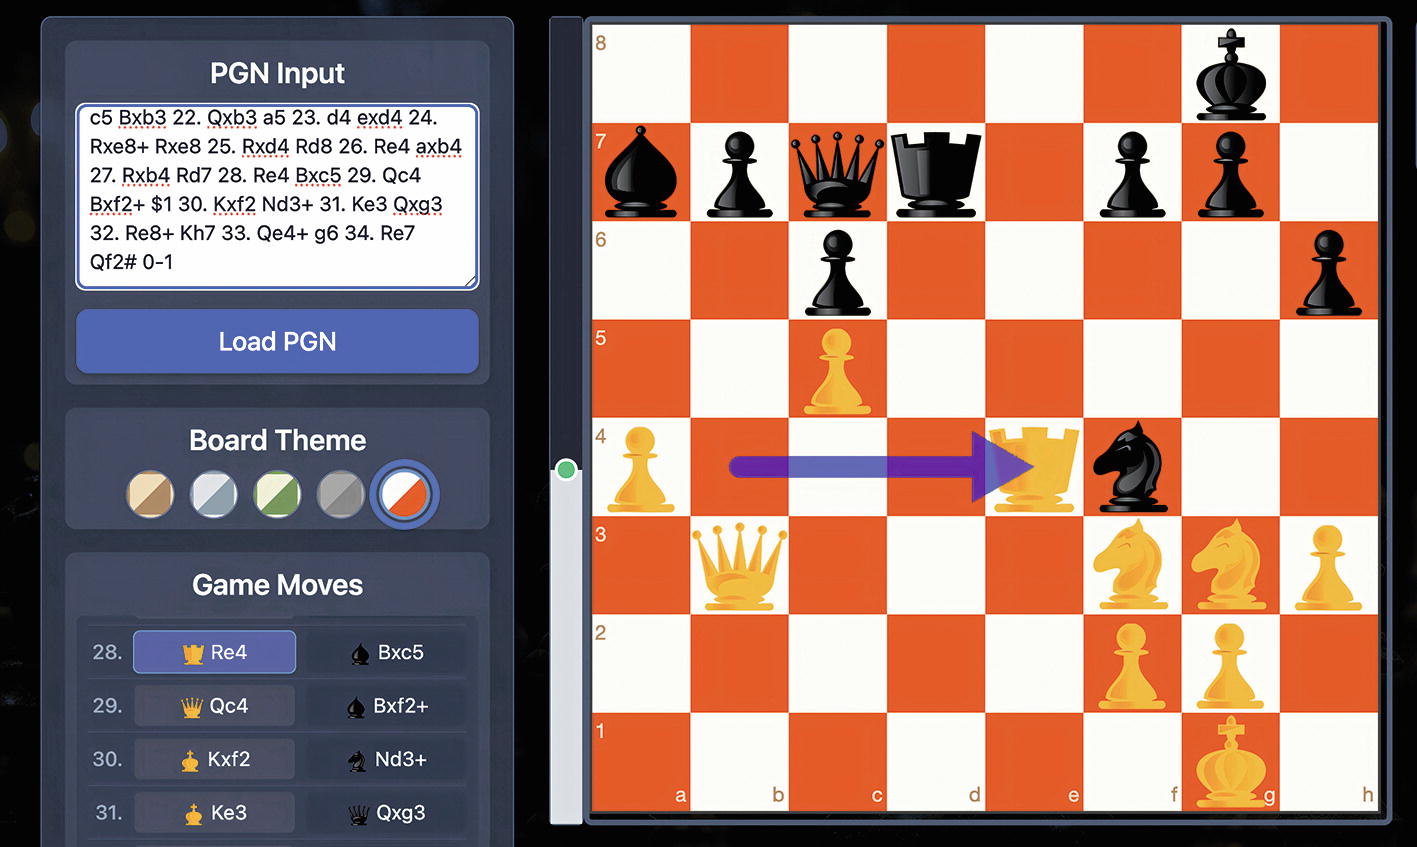 PGN Input
c5 Bxb3 22. Qxb3 a5 23. d4 exd4 24.
Rxe8+ Rxe8 25. Rxd4 Rd8 26. Re4 axb4
27. Rxb4 Rd7 28. Re4 Bxc5 29. Qc4
Bxf2+ $1 30. Kxf2 Nd3+ 31. Ke3 Qxg3
32. Re8+ Kh7 33. Qe4+ g6 34. Re7
Qf2# 0-1
Load PGN
Board Theme
Game Moves
28. Re4 Bxc5
29. Qc4 Bxf2+
30. Kxf2 Nd3+
31. Ke3 Qxg3
8
7
6
5
4
3
2
1
a b c d e f g h